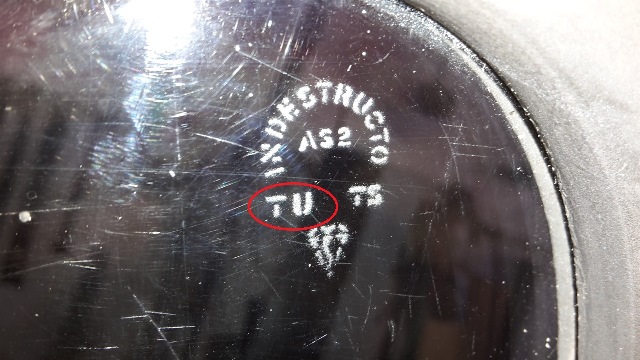 INDESTRUCTO
AS2
TU TS